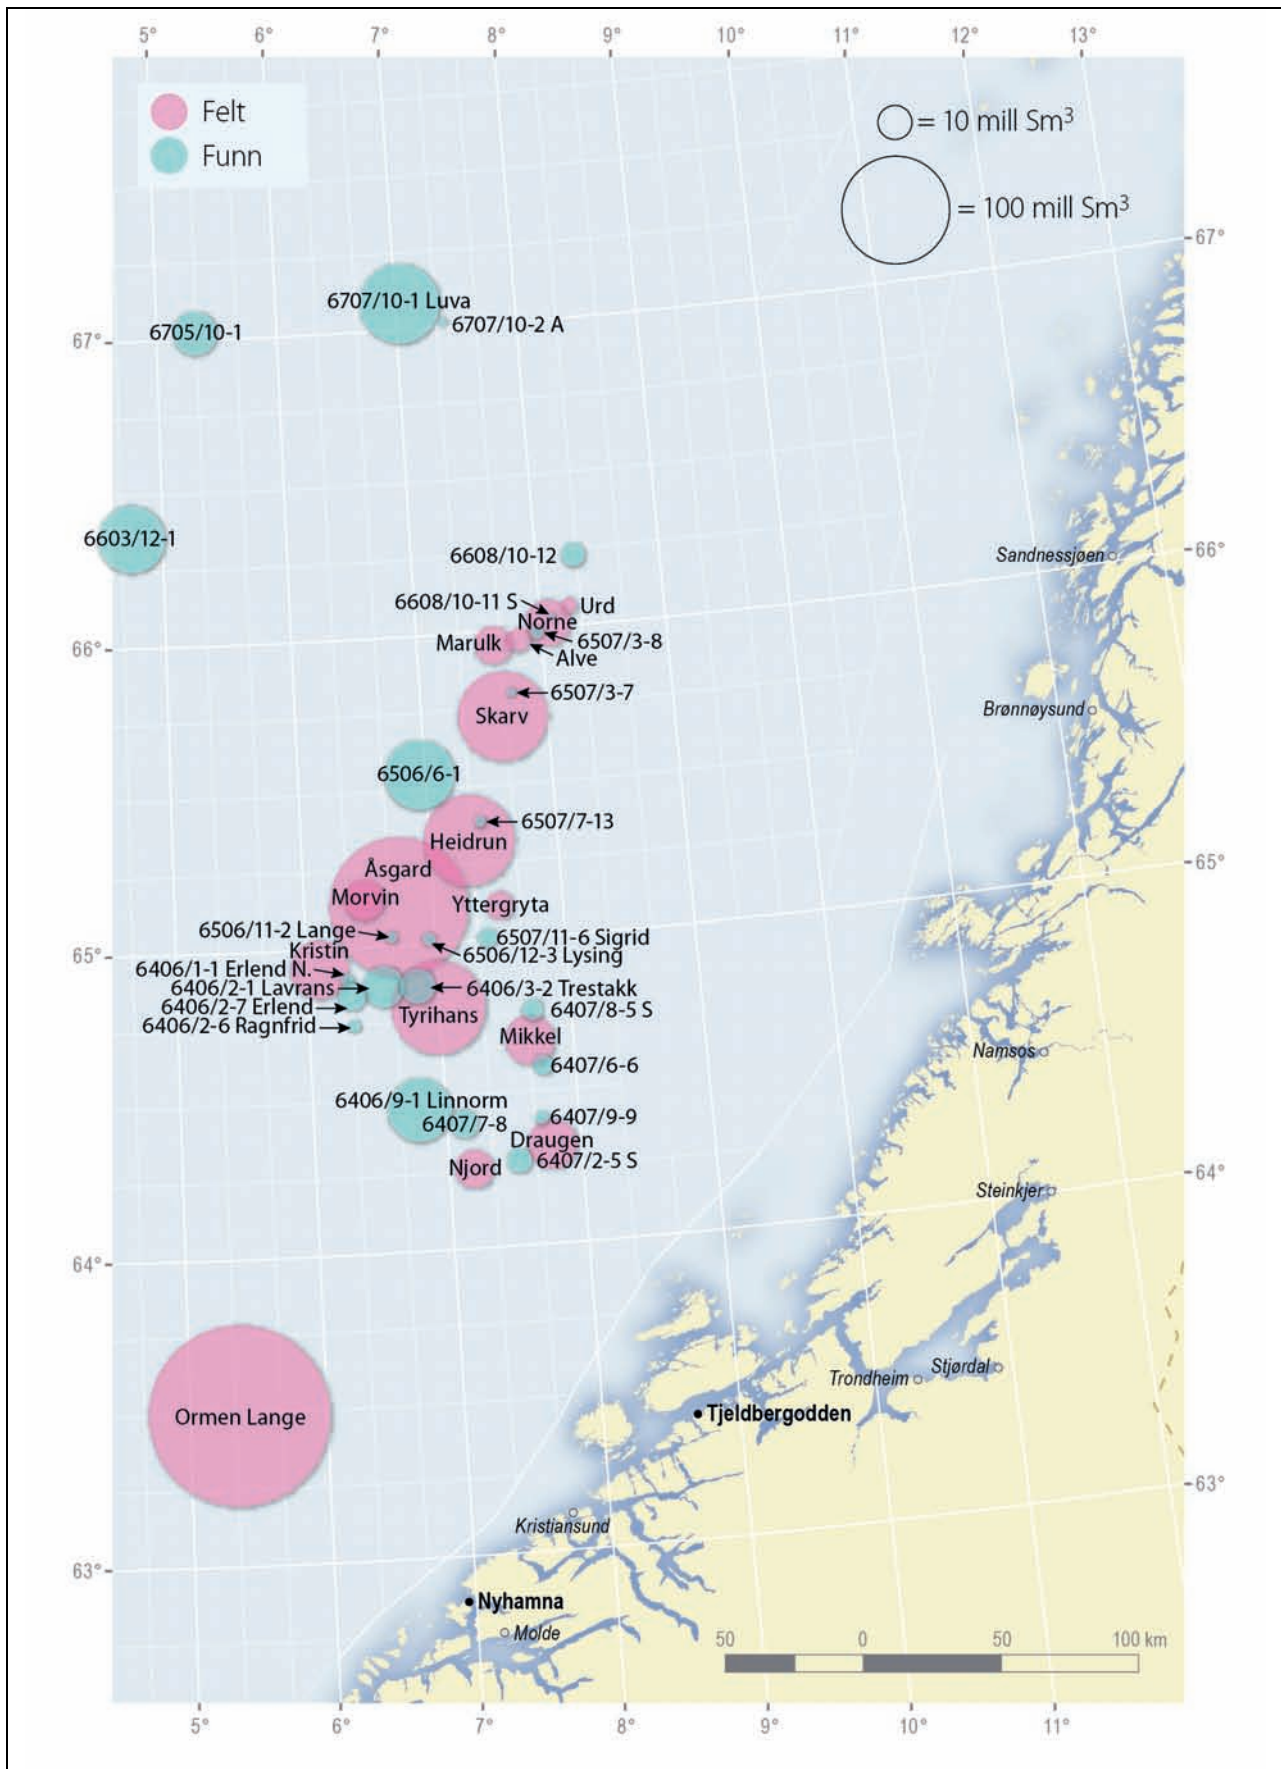 5° 6° 7° 8° 9° 10° 11° 12° 13°
Felt
Funn
= 10 mill Sm³
= 100 mill Sm³
67°
6707/10-1 Luva
6707/10-2 A
6705/10-1
67°
6603/12-1
6608/10-12
66°
Sandnessjøen
6608/10-11 S
Urd
Norne
Marulk
6507/3-8
66°
Alve
6507/3-7
Brønnøysund
Skarv
6506/6-1
6507/7-13
Heidrun
65°
Åsgard
Morvin
Yttergryta
6506/11-2 Lange
6507/11-6 Sigrid
Kristin
6506/12-3 Lysing
65°
6406/1-1 Erlend N.
6406/2-1 Lavrans
6406/3-2 Trestakk
6406/2-7 Erlend
6407/8-5 S
Tyrihans
6406/2-6 Ragnfrid
Mikkel
Namsos
6407/6-6
6406/9-1 Linnorm
6407/7-8
6407/9-9
Draugen
6407/2-5 S
Njord
64°
Steinkjer
64°
Stjørdal
Trondheim
Ormen Lange
Tjeldbergodden
63°
Kristiansund
63°
Nyhamna
Molde
50 0 50 100 km
5° 6° 7° 8° 9° 10° 11°